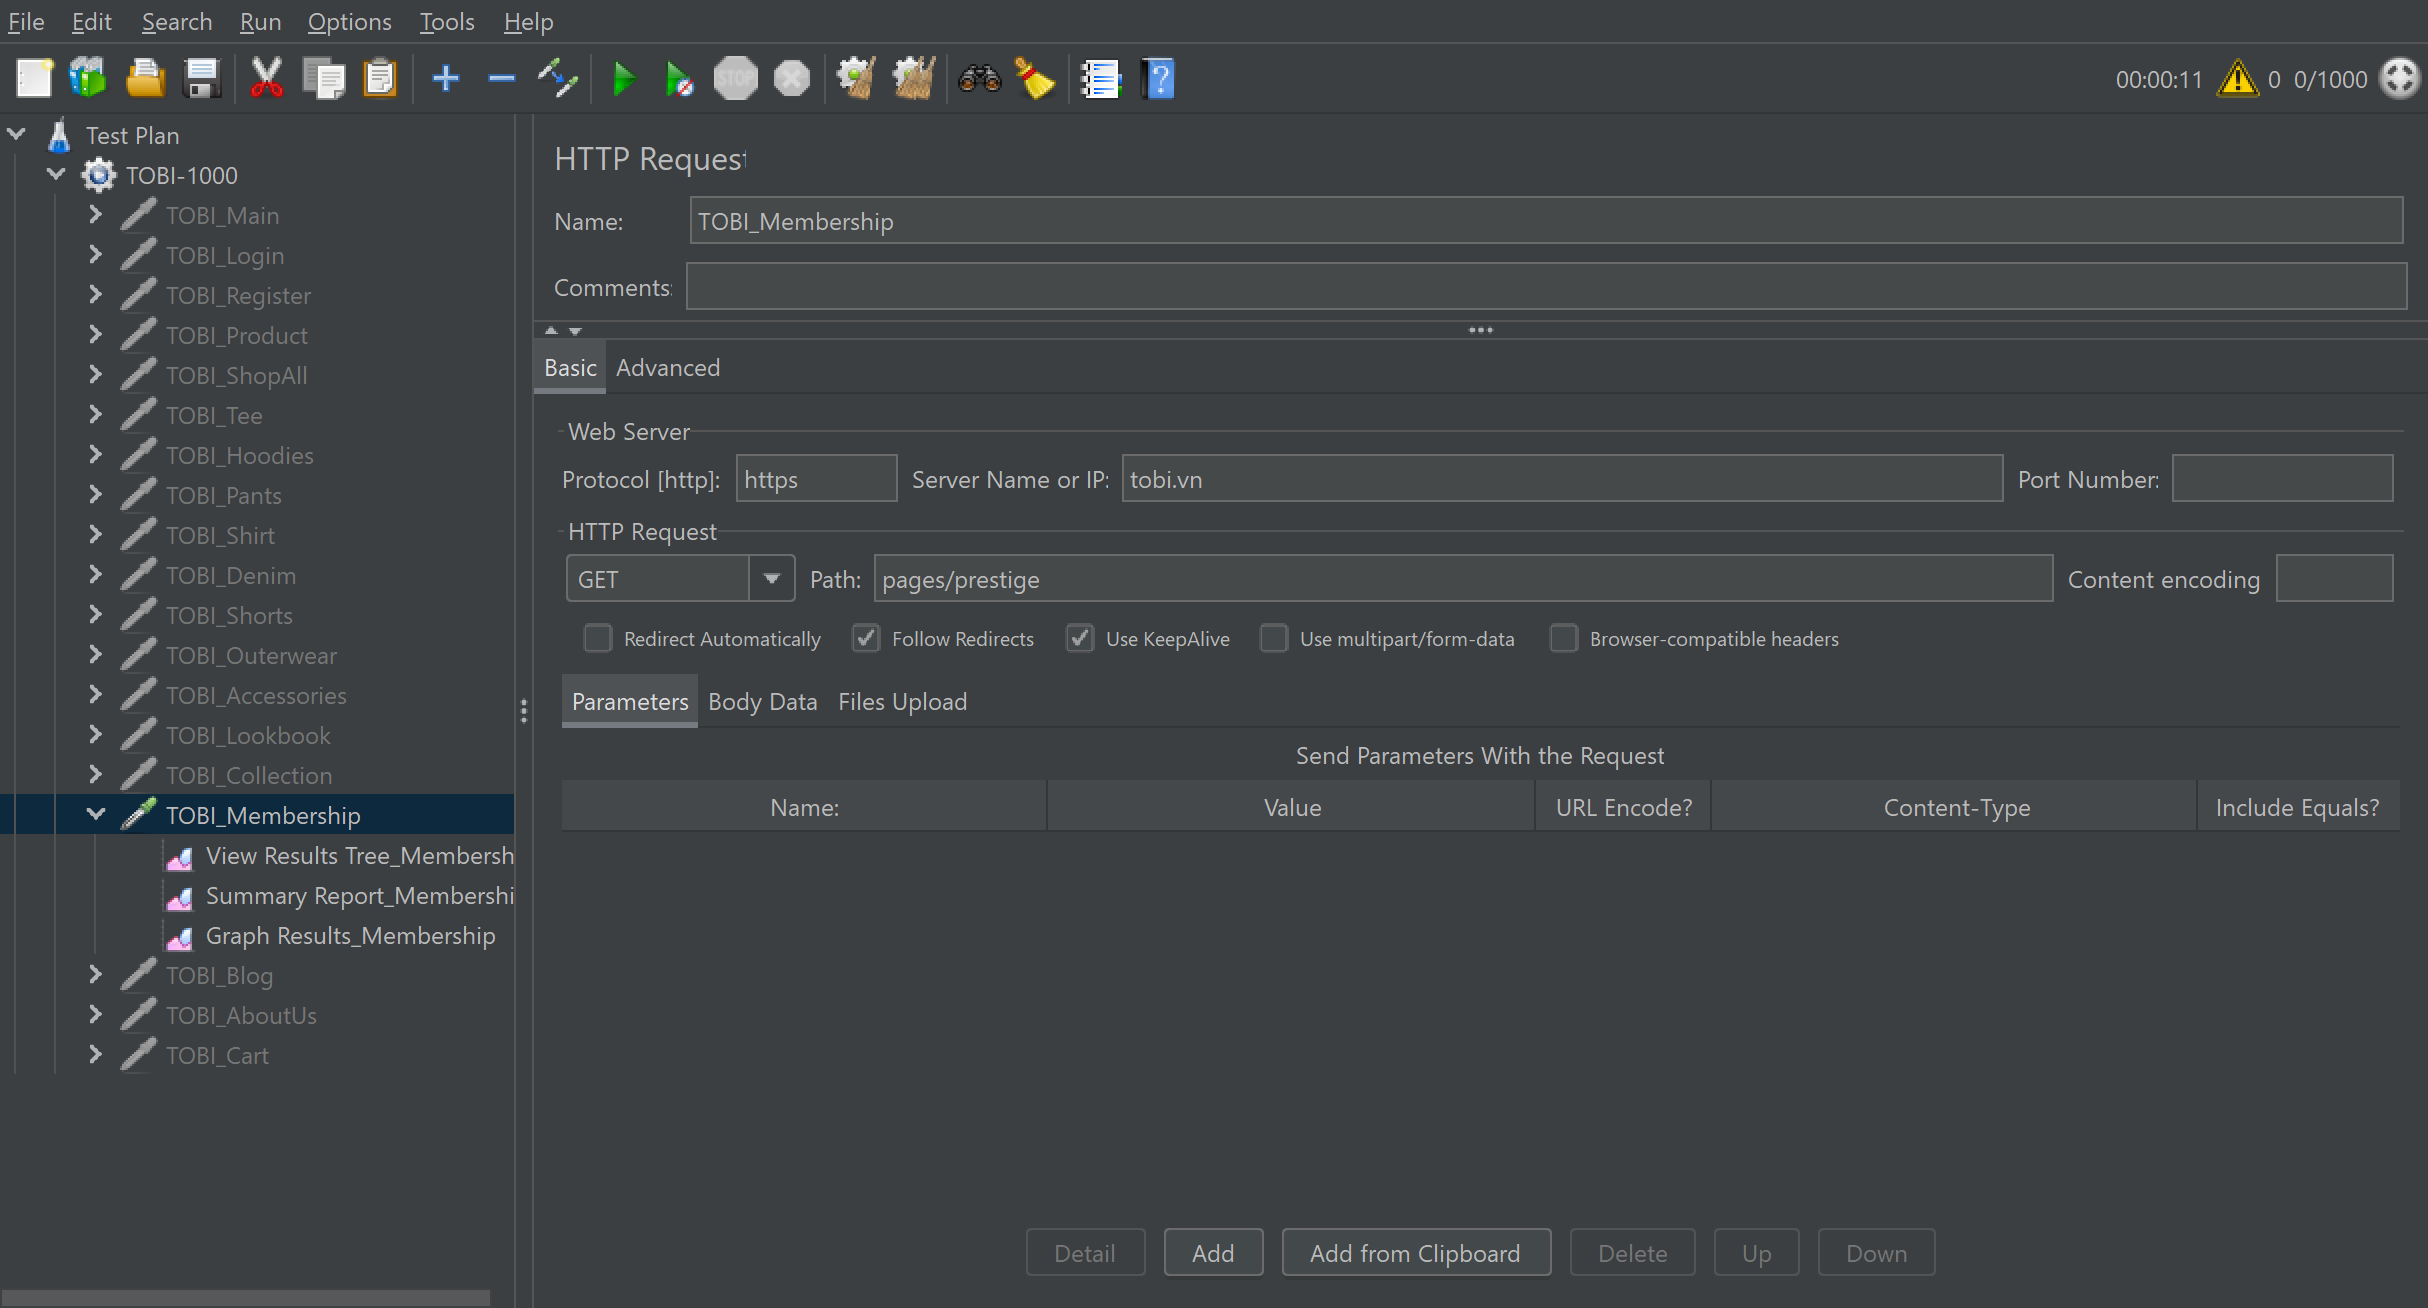 File Edit Search Run Options Tools Help
STOP
00:00:11 0 0/1000
Test Plan
TOBI-1000
TOBI_Main
TOBI_Login
TOBI_Register
TOBI_Product
TOBI_ShopAll
TOBI_Tee
TOBI_Hoodies
TOBI_Pants
TOBI_Shirt
TOBI_Denim
TOBI_Shorts
TOBI_Outerwear
TOBI_Accessories
TOBI_Lookbook
TOBI_Collection
TOBI_Membership
View Results Tree_Membersh
Summary Report_Membershi
Graph Results_Membership
TOBI_Blog
TOBI_AboutUs
TOBI_Cart
HTTP Request
Name: TOBI_Membership
Comments:
Basic Advanced
Web Server
Protocol [http]: https Server Name or IP: tobi.vn Port Number:
HTTP Request
GET Path: pages/prestige Content encoding
Redirect Automatically Follow Redirects Use KeepAlive Use multipart/form-data Browser-compatible headers
Parameters Body Data Files Upload
Send Parameters With the Request
Name: Value URL Encode? Content-Type Include Equals?
Detail Add Add from Clipboard Delete Up Down